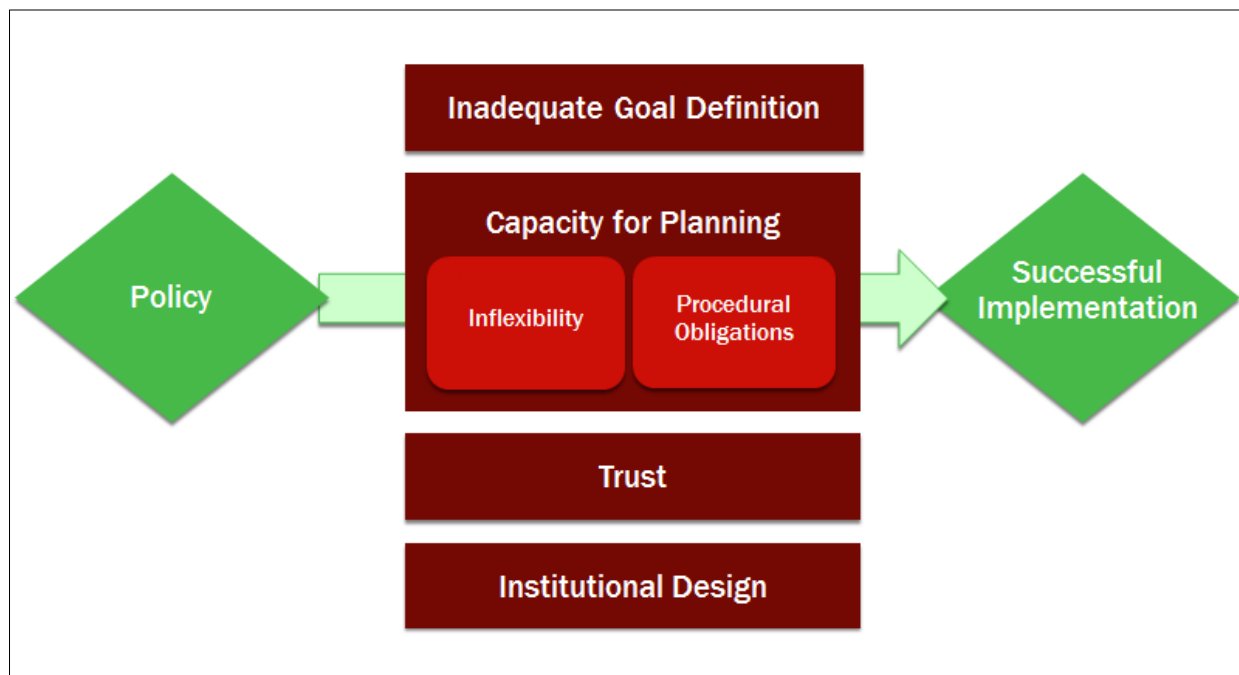 Inadequate Goal Definition
Policy
Capacity for Planning
Inflexibility
Procedural
Obligations
Successful
Implementation
Trust
Institutional Design